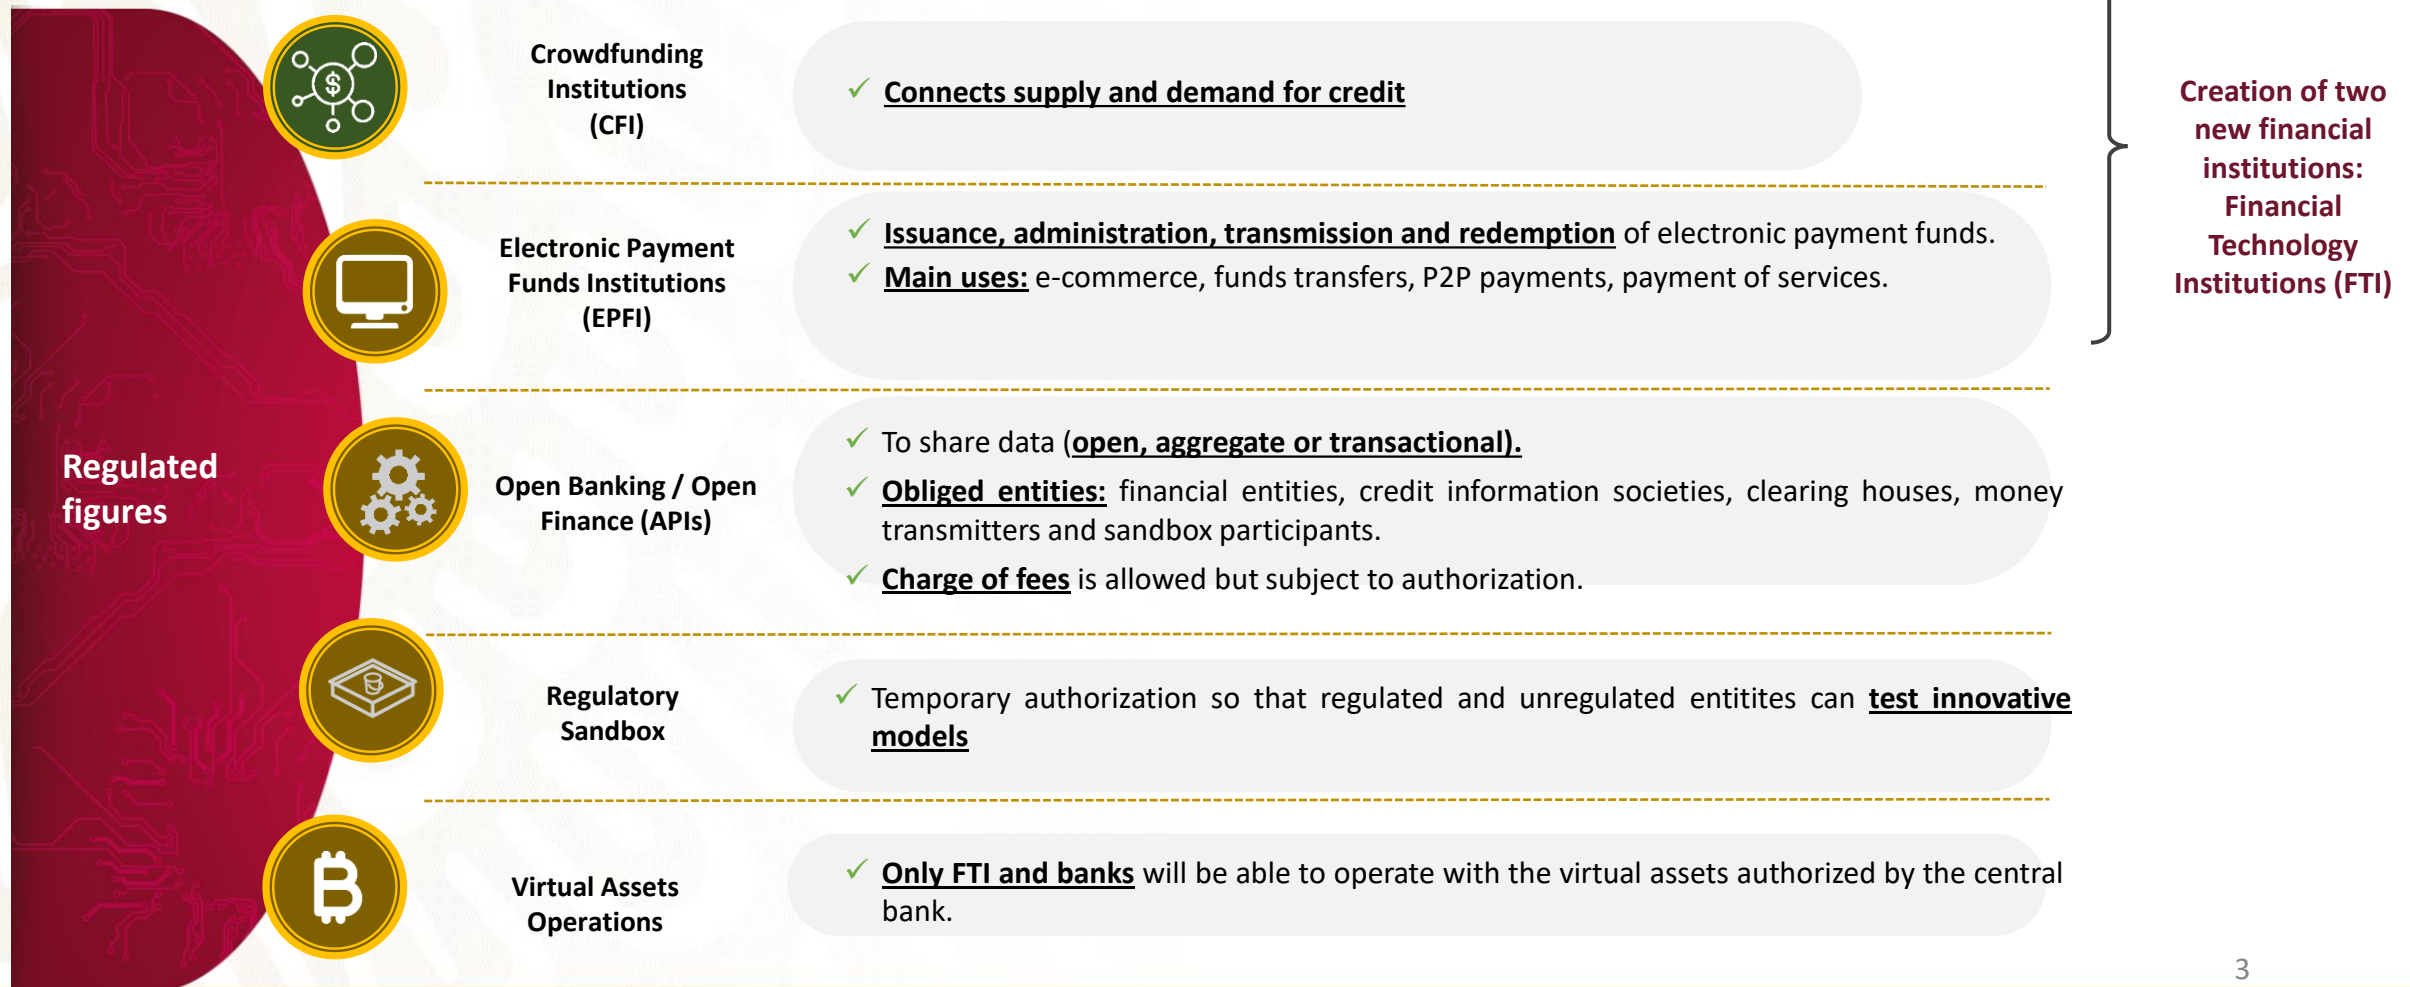 Regulated
figures
Crowdfunding
Institutions
(CFI)
✓ Connects supply and demand for credit
Electronic Payment
Funds Institutions
(EPFI)
✓ Issuance, administration, transmission and redemption of electronic payment funds.
✓ Main uses: e-commerce, funds transfers, P2P payments, payment of services.
Creation of two
new financial
institutions:
Financial
Technology
Institutions (FTI)
Open Banking / Open
Finance (APIs)
✓ To share data (open, aggregate or transactional).
✓ Obliged entities: financial entities, credit information societies, clearing houses, money
transmitters and sandbox participants.
✓ Charge of fees is allowed but subject to authorization.
Regulatory
Sandbox
✓ Temporary authorization so that regulated and unregulated entitites can test innovative
models
Virtual Assets
Operations
✓ Only FTI and banks will be able to operate with the virtual assets authorized by the central
bank.
3